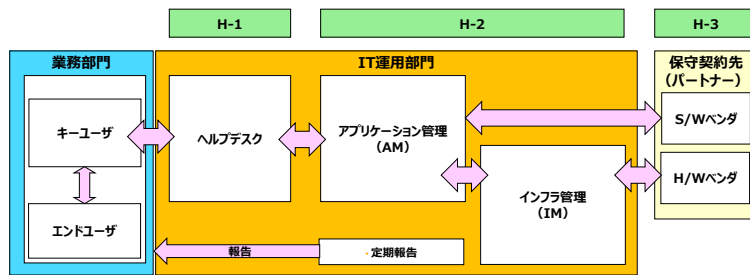 H-1
H-2
H-3
業務部門
IT運用部門
保守契約先
（パートナー）
キーユーザ
ヘルプデスク
アプリケーション管理
（AM）
S/Wベンダ
H/Wベンダ
インフラ管理
（IM）
エンドユーザ
報告
・定期報告